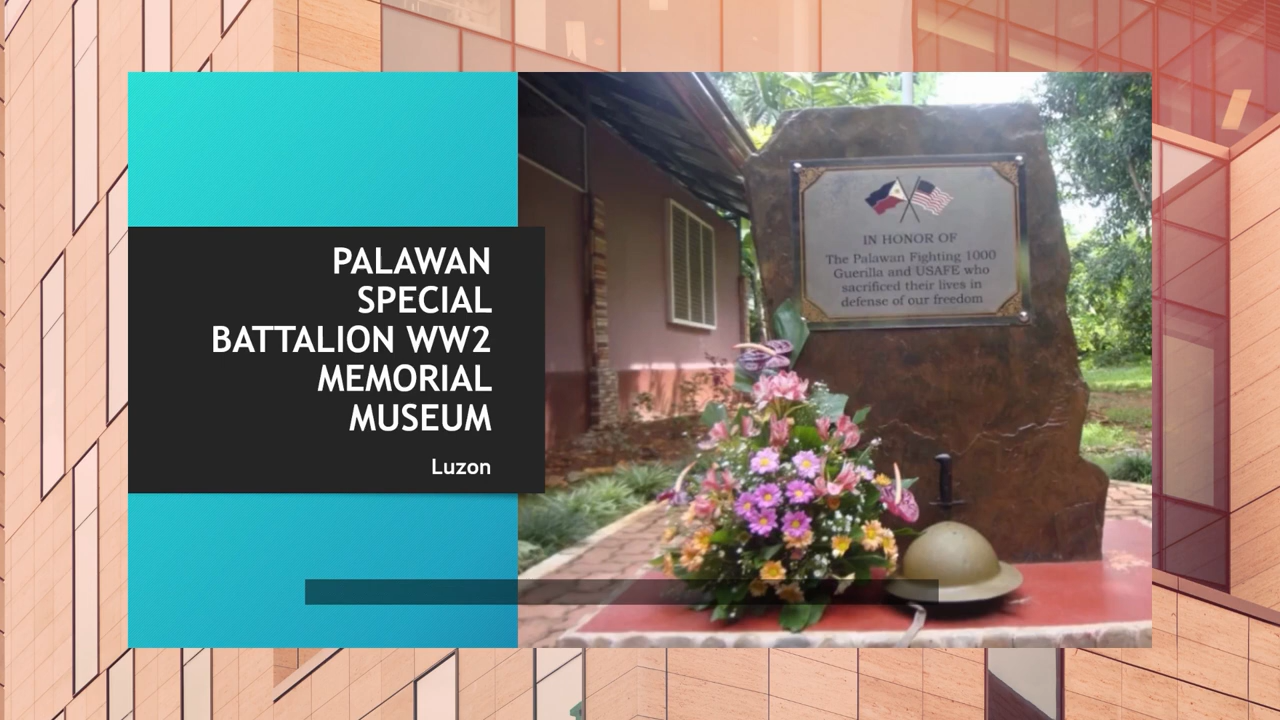 PALAWAN
SPECIAL
BATTALION WW2
MEMORIAL
MUSEUM
Luzon
IN HONOR OF
The Palawan Fighting 1000
Guerilla and USAFE who
sacrificed their lives in
defense of our freedom